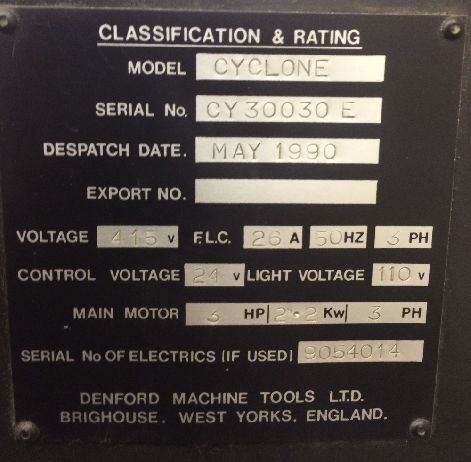 CLASSIFICATION & RATING
MODEL CYCLONE
SERIAL No. CY30030 E
DESPATCH DATE. MAY 1990
EXPORT NO.
VOLTAGE 415 V F.L.C. 26 A 50 HZ 3 PH
CONTROL VOLTAGE 24 V LIGHT VOLTAGE 110 V
MAIN MOTOR 3 HP 2.2 Kw 3 PH
SERIAL No OF ELECTRICS (IF USED) 9054014
DENFORD MACHINE TOOLS L.T.D.
BRIGHOUSE. WEST YORKS. ENGLAND.